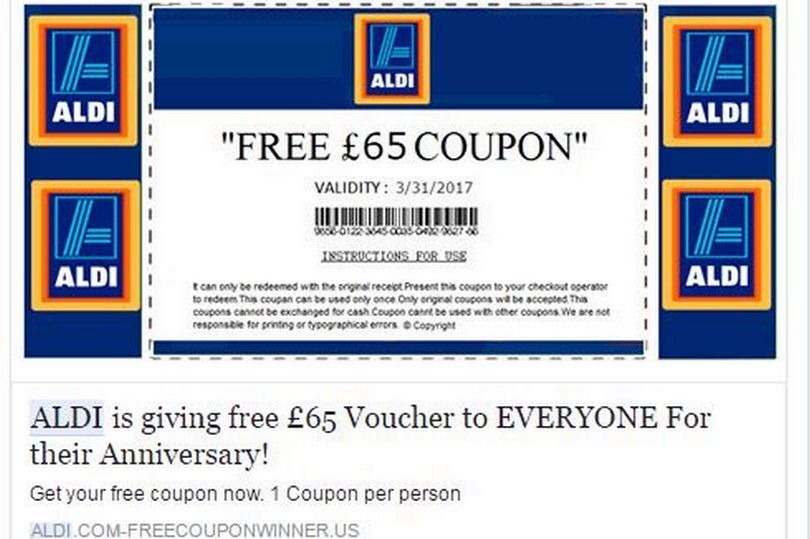 ALDI
ALDI
ALDI
"FREE £65 COUPON"
VALIDITY : 3/31/2017
INSTRUCTIONS FOR USE
It can only be redeemed with the original receipt.Present this coupon to your checkout operator
to redeem.This coupan can be used only once.Only original coupons will be accepted.This
coupons cannot be exchanged for cash.Coupon cannt be used with other coupons.We are not
responsible for printing or typographical errors. © Copyright
ALDI
ALDI
ALDI is giving free £65 Voucher to EVERYONE For
their Anniversary!
Get your free coupon now. 1 Coupon per person
ALDI.COM-FREECOUPONWINNER.US